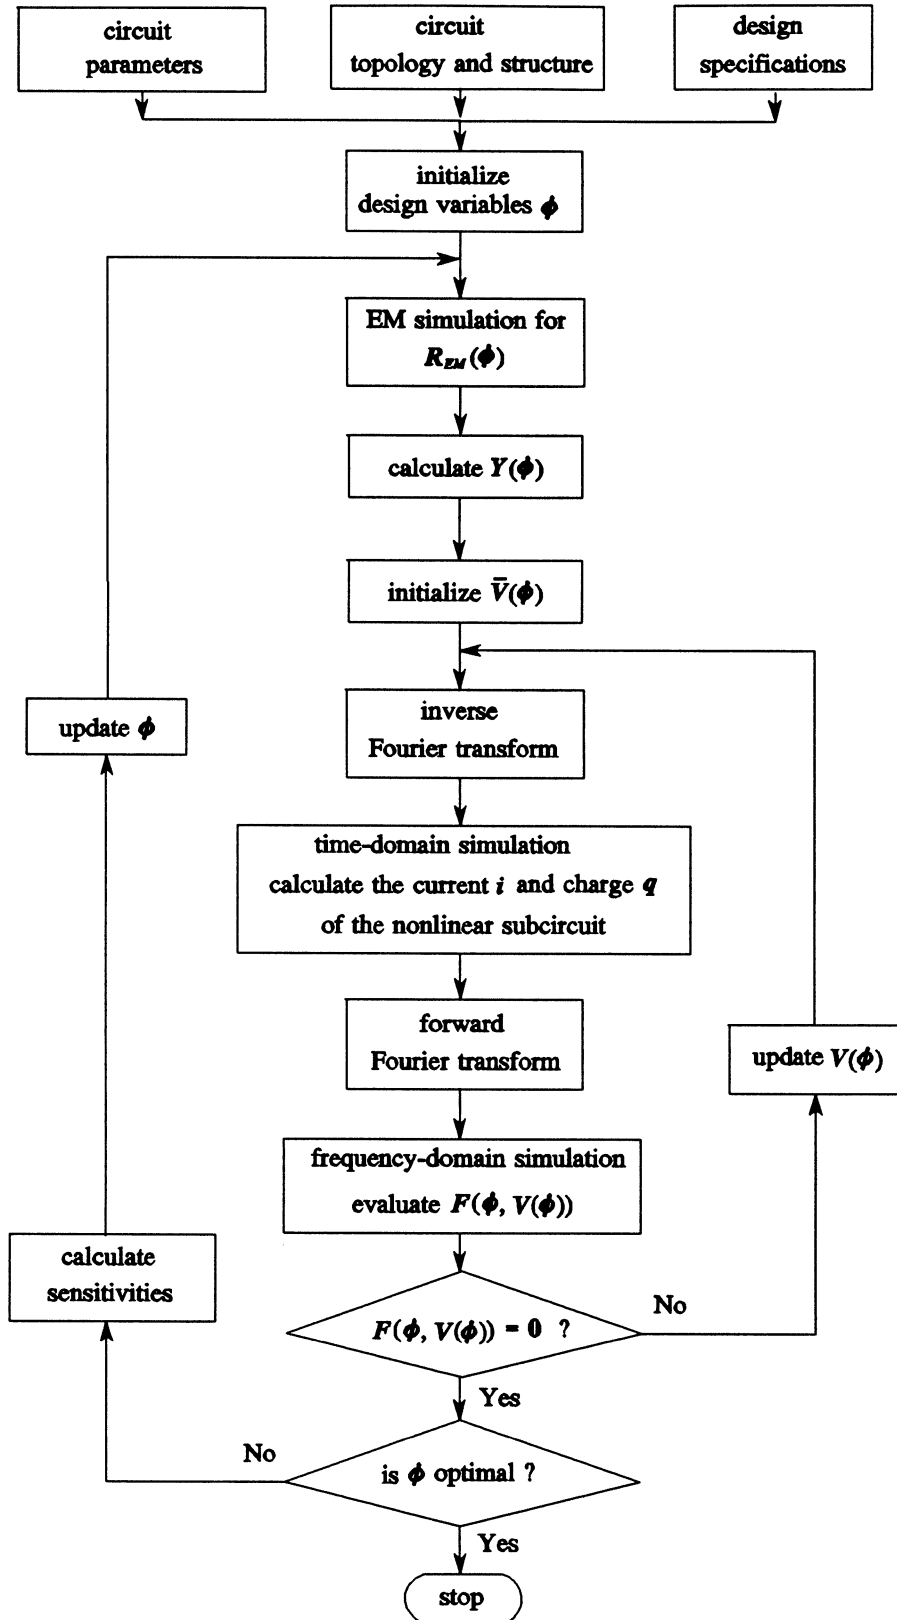 circuit
parameters
circuit
topology and structure
design
specifications
initialize
design variables ϕ
EM simulation for
R_EM(ϕ)
calculate Y(ϕ)
initialize V̄(ϕ)
inverse
Fourier transform
update ϕ
time-domain simulation
calculate the current i and charge q
of the nonlinear subcircuit
forward
Fourier transform
update V(ϕ)
frequency-domain simulation
evaluate F(ϕ, V(ϕ))
calculate
sensitivities
F(ϕ, V(ϕ)) = 0 ?
No
Yes
No
is ϕ optimal ?
Yes
stop